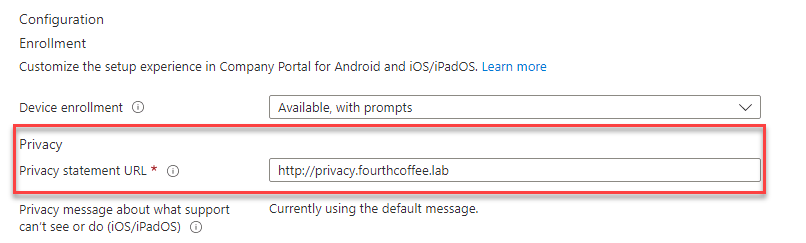 Configuration
Enrollment
Customize the setup experience in Company Portal for Android and iOS/iPadOS. Learn more
Device enrollment Available, with prompts
Privacy
Privacy statement URL * http://privacy.fourthcoffee.lab
Privacy message about what support Currently using the default message.
can't see or do (iOS/iPadOS)